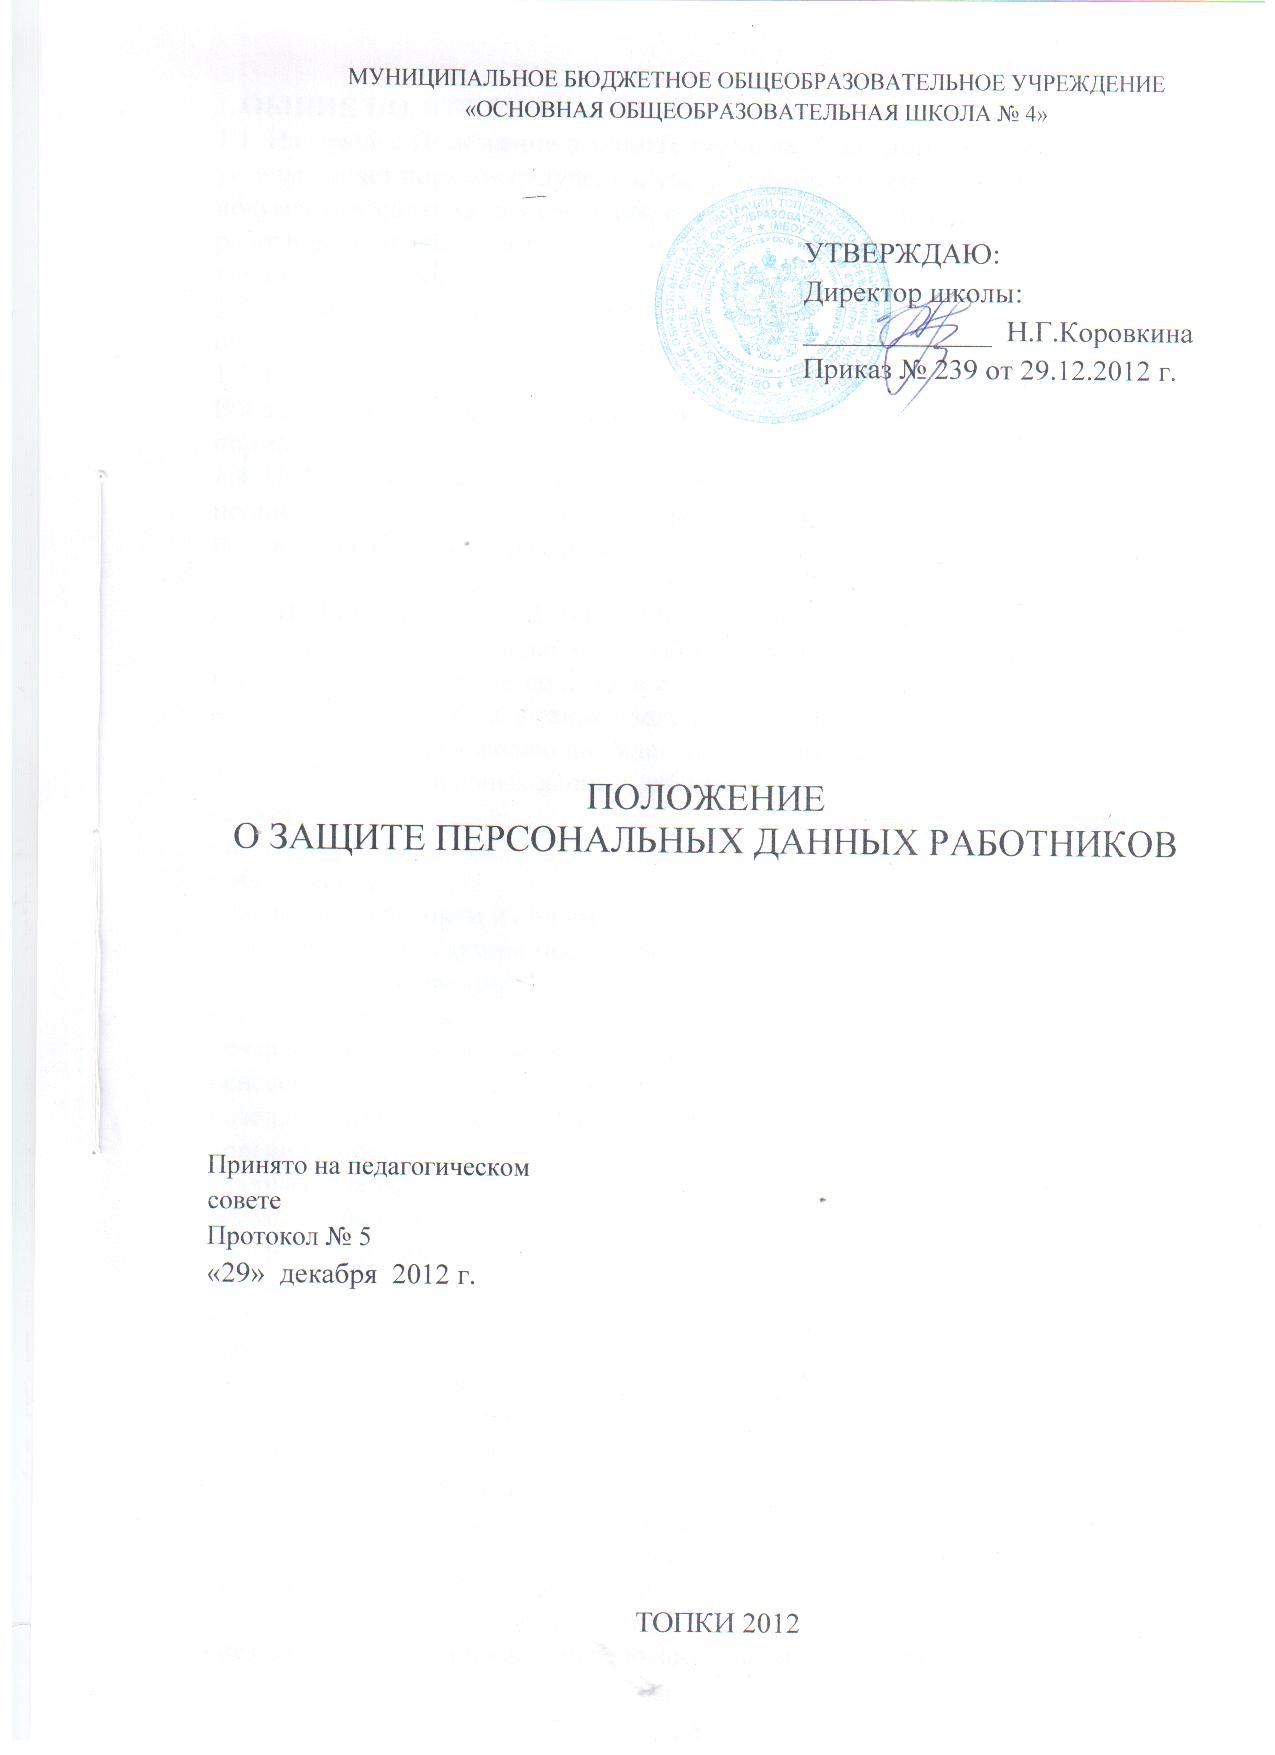 МУНИЦИПАЛЬНОЕ БЮДЖЕТНОЕ ОБЩЕОБРАЗОВАТЕЛЬНОЕ УЧРЕЖДЕНИЕ
«ОСНОВНАЯ ОБЩЕОБРАЗОВАТЕЛЬНАЯ ШКОЛА № 4»
УТВЕРЖДАЮ:
Директор школы:
______________ Н.Г.Коровкина
Приказ № 239 от 29.12.2012 г.
ПОЛОЖЕНИЕ
О ЗАЩИТЕ ПЕРСОНАЛЬНЫХ ДАННЫХ РАБОТНИКОВ
Принято на педагогическом
совете
Протокол № 5
«29» декабря 2012 г.
ТОПКИ 2012